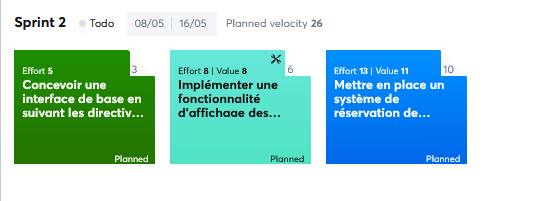 Sprint 2 Todo 08/05 16/05 Planned velocity 26
Effort 5 3
Concevoir une
interface de base en
suivant les directiv...
Planned
Effort 8 | Value 8 6
Implémenter une
fonctionnalité
d'affichage des...
Planned
Effort 13 | Value 11 10
Mettre en place un
système de
réservation de...
Planned